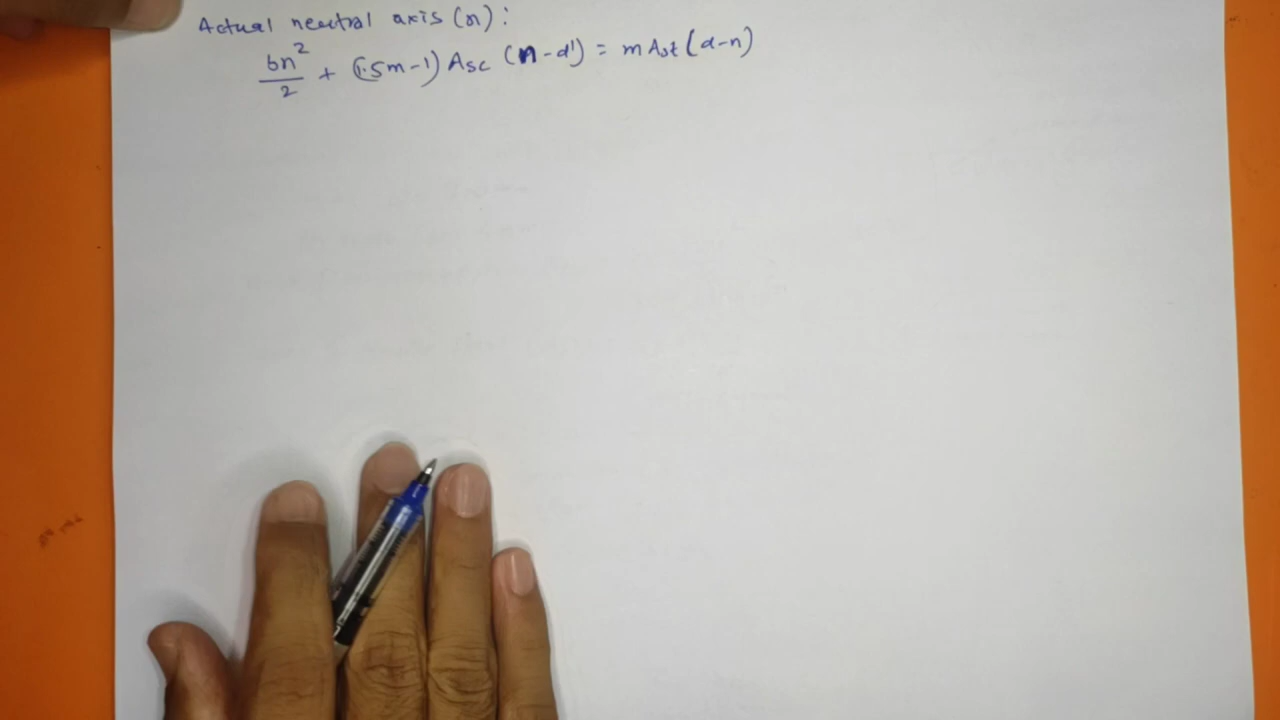 Actual neutral axis (n) :
bn²/2 + (1.5m-1) Asc (n-d') = m Ast (d-n)